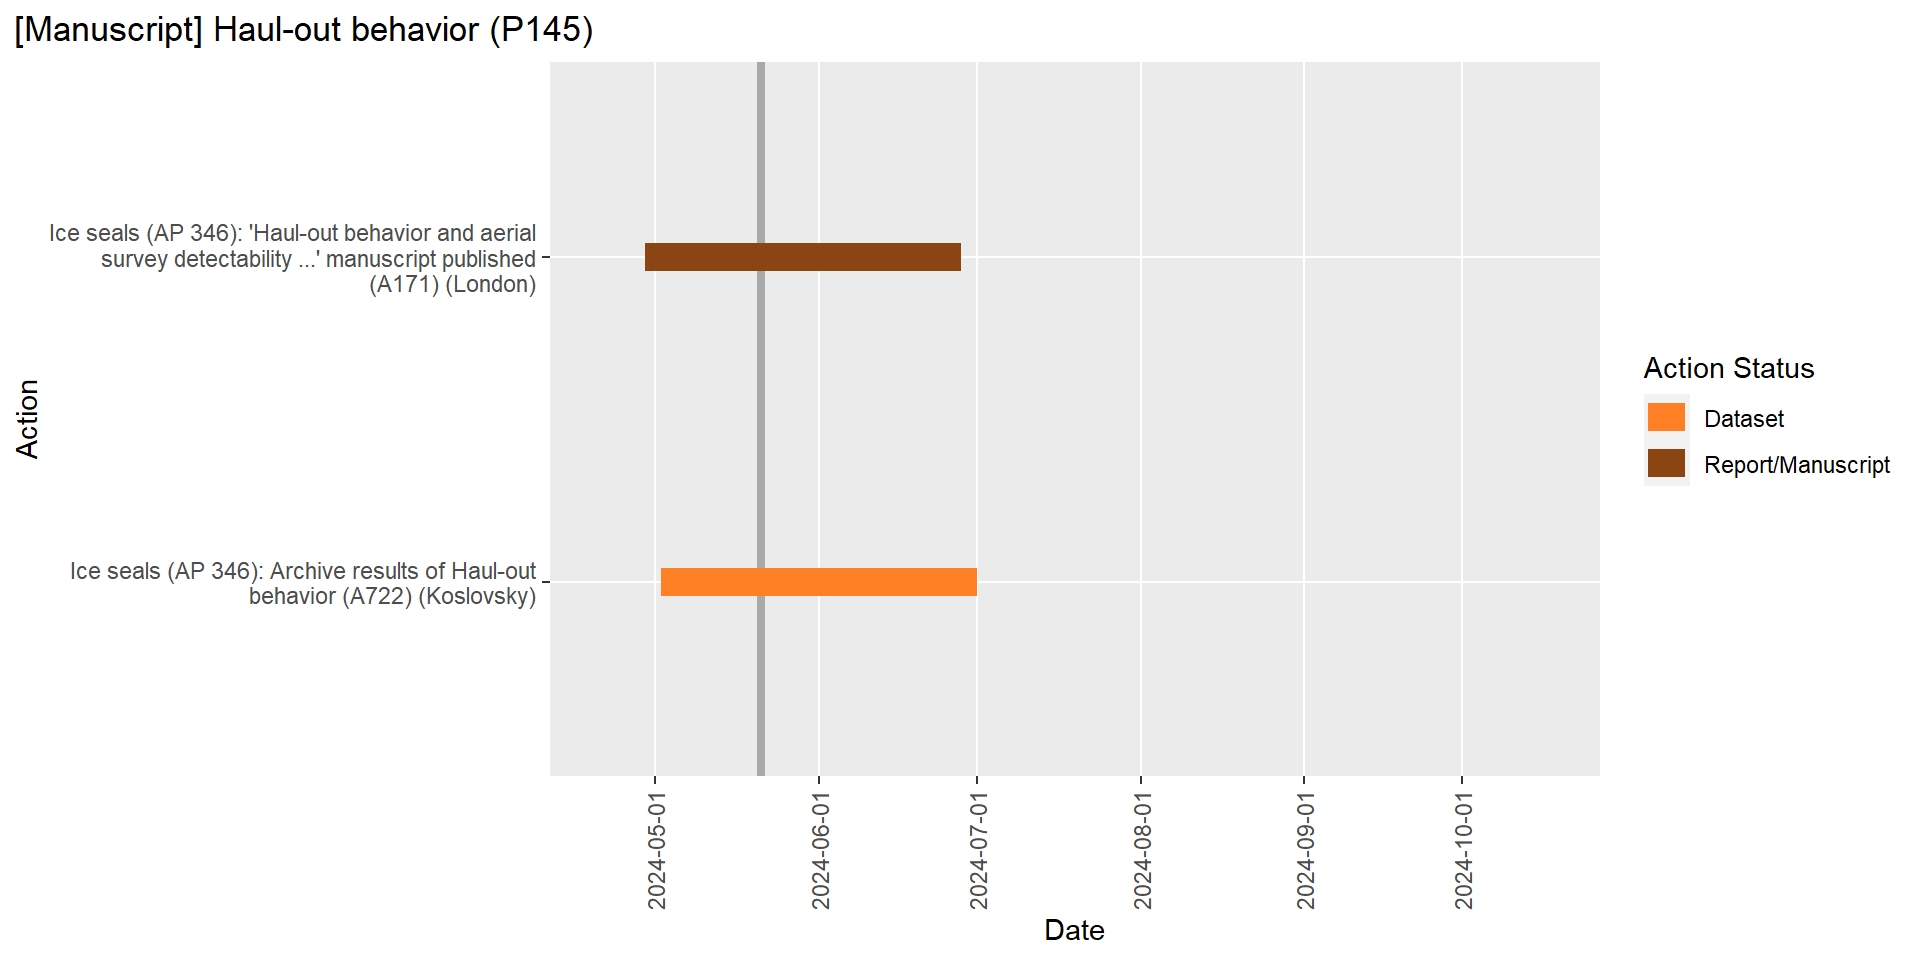 [Manuscript] Haul-out behavior (P145)
Ice seals (AP 346): 'Haul-out behavior and aerial
survey detectability ...' manuscript published
(A171) (London)
Ice seals (AP 346): Archive results of Haul-out
behavior (A722) (Koslovsky)
Action
2024-05-01
2024-06-01
2024-07-01
2024-08-01
2024-09-01
2024-10-01
Date
Action Status
Dataset
Report/Manuscript